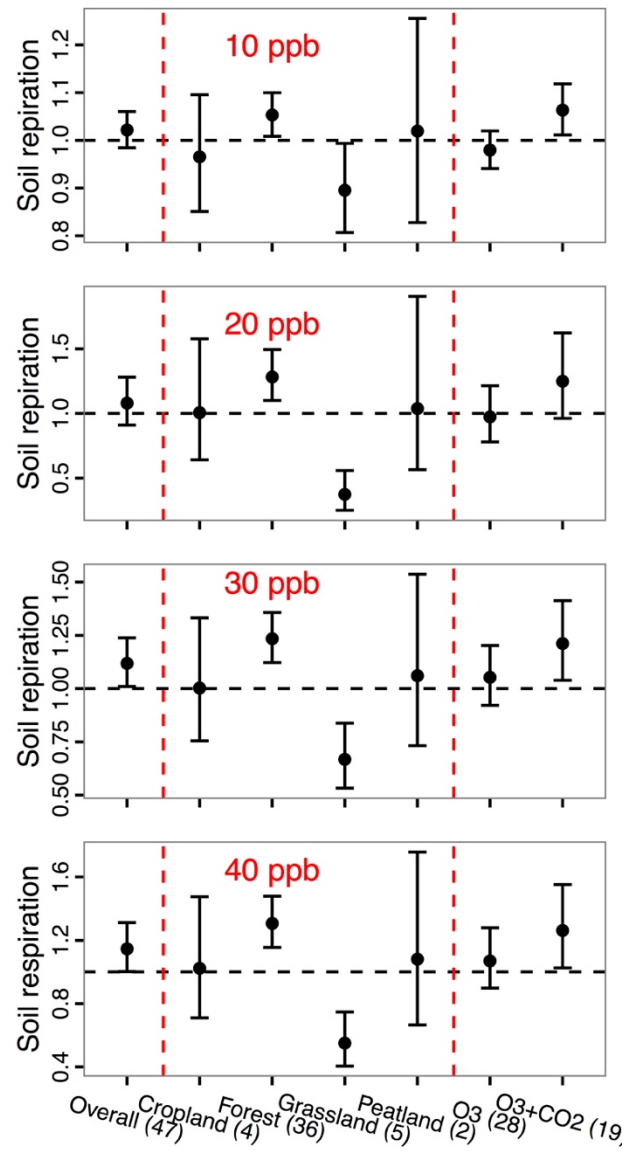 10 ppb
Soil repiration
0.8 0.9 1.0 1.1 1.2
20 ppb
Soil repiration
0.5 1.0 1.5
30 ppb
Soil repiration
0.50 0.75 1.00 1.25 1.50
40 ppb
Soil respiration
0.4 0.8 1.2 1.6
Overall (47)
Cropland (4)
Forest (36)
Grassland (5)
Peatland (2)
O3 (28)
O3+CO2 (19)